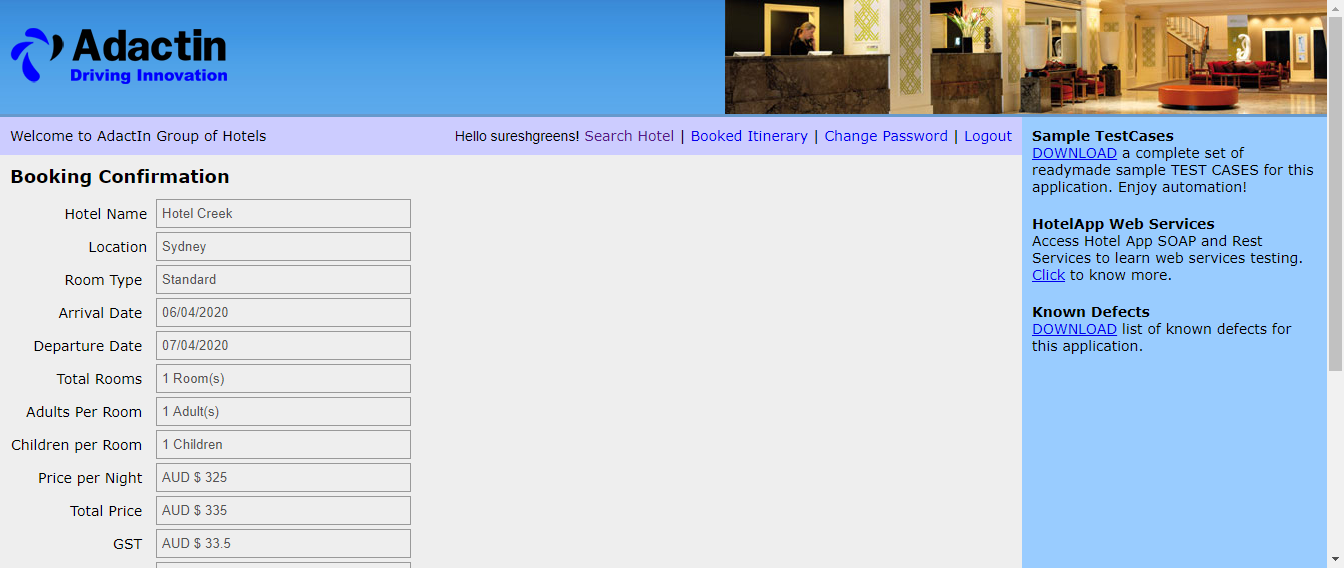 Adactin
Driving Innovation
Welcome to AdactIn Group of Hotels
Hello sureshgreens! Search Hotel | Booked Itinerary | Change Password | Logout
Booking Confirmation
Hotel Name Hotel Creek
Location Sydney
Room Type Standard
Arrival Date 06/04/2020
Departure Date 07/04/2020
Total Rooms 1 Room(s)
Adults Per Room 1 Adult(s)
Children per Room 1 Children
Price per Night AUD $ 325
Total Price AUD $ 335
GST AUD $ 33.5
Sample TestCases
DOWNLOAD a complete set of
readymade sample TEST CASES for this
application. Enjoy automation!
HotelApp Web Services
Access Hotel App SOAP and Rest
Services to learn web services testing.
Click to know more.
Known Defects
DOWNLOAD list of known defects for
this application.